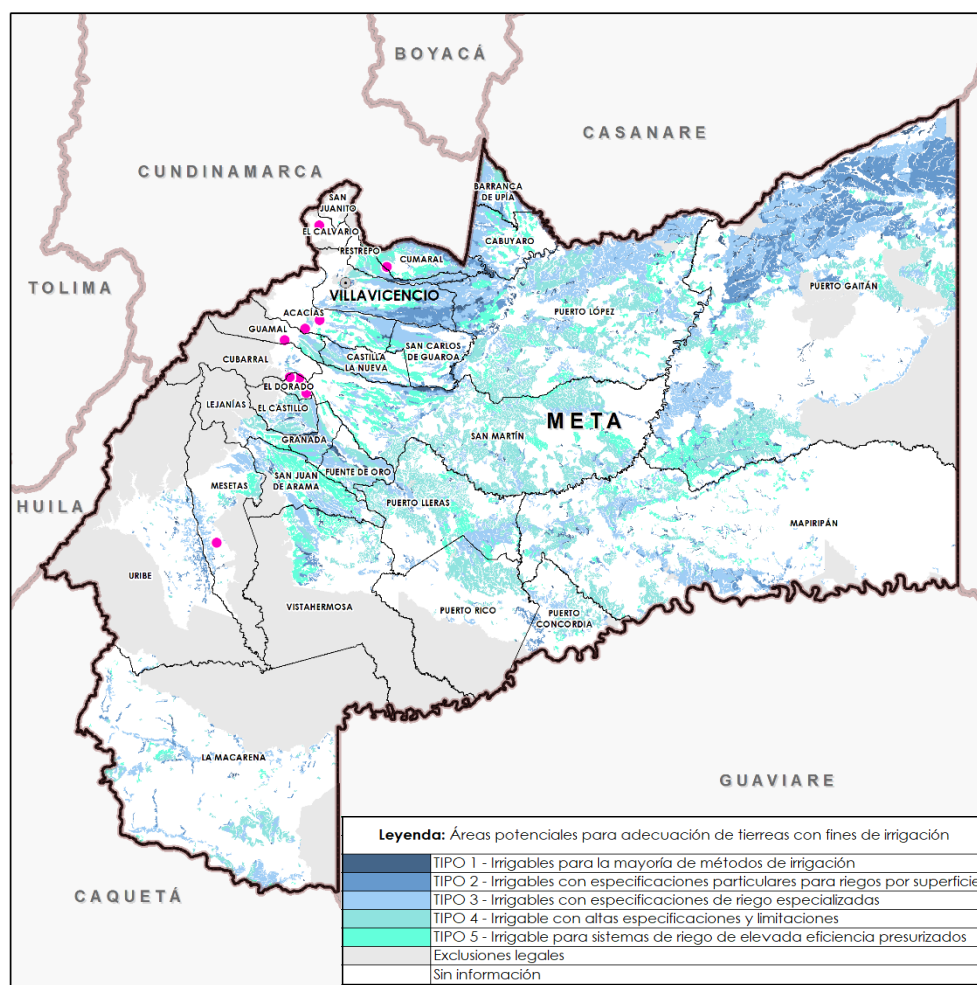 BOYACÁ
CASANARE
CUNDINAMARCA
TOLIMA
HUILA
CAQUETÁ
GUAVIARE
META
SAN
JUANITO
EL CALVARIO
RESTREPO
CUMARAL
BARRANCA
DE UPÍA
CABUYARO
VILLAVICENCIO
PUERTO LÓPEZ
PUERTO GAITÁN
ACACÍAS
GUAMAL
CUBARRAL
CASTILLA
LA NUEVA
SAN CARLOS
DE GUAROA
EL DORADO
LEJANÍAS
EL CASTILLO
GRANADA
SAN MARTÍN
FUENTE DE ORO
MESETAS
SAN JUAN
DE ARAMA
PUERTO LLERAS
MAPIRIPÁN
URIBE
VISTAHERMOSA
PUERTO RICO
PUERTO
CONCORDIA
LA MACARENA
Leyenda: Áreas potenciales para adecuación de tierreas con fines de irrigación
TIPO 1 - Irrigables para la mayoría de métodos de irrigación
TIPO 2 - Irrigables con especificaciones particulares para riegos por superficie
TIPO 3 - Irrigables con especificaciones de riego especializadas
TIPO 4 - Irrigable con altas especificaciones y limitaciones
TIPO 5 - Irrigable para sistemas de riego de elevada eficiencia presurizados
Exclusiones legales
Sin información